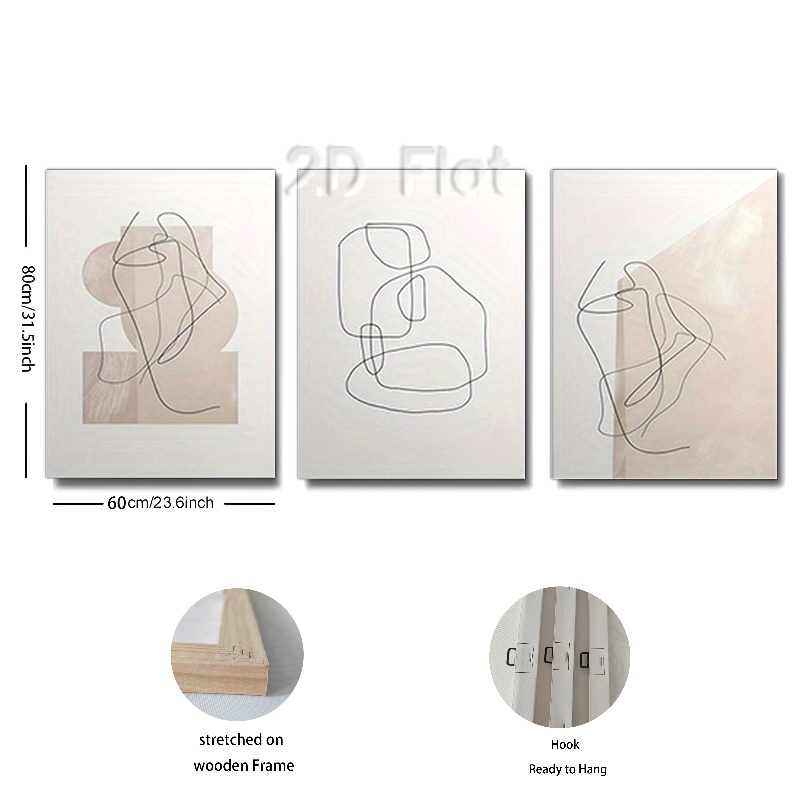 2D Flat
80cm/31.5inch
60cm/23.6inch
stretched on
wooden Frame
Hook
Ready to Hang